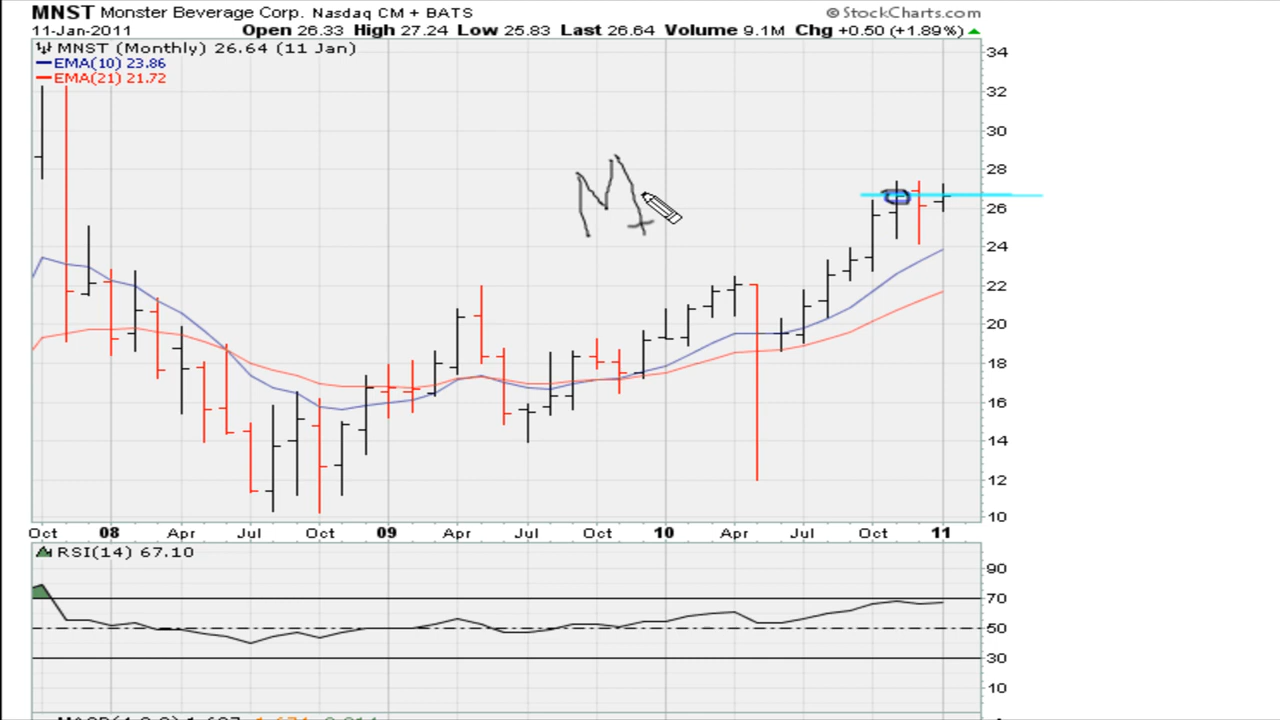 MNST Monster Beverage Corp. Nasdaq CM + BATS © StockCharts.com
11-Jan-2011 Open 26.33 High 27.24 Low 25.83 Last 26.64 Volume 9.1M Chg +0.50 (+1.89%)
MNST (Monthly) 26.64 (11 Jan)
EMA(10) 23.86
EMA(21) 21.72
34
32
30
28
26
24
22
20
18
16
14
12
10
Oct 08 Apr Jul Oct 09 Apr Jul Oct 10 Apr Jul Oct 11
RSI(14) 67.10
90
70
50
30
10